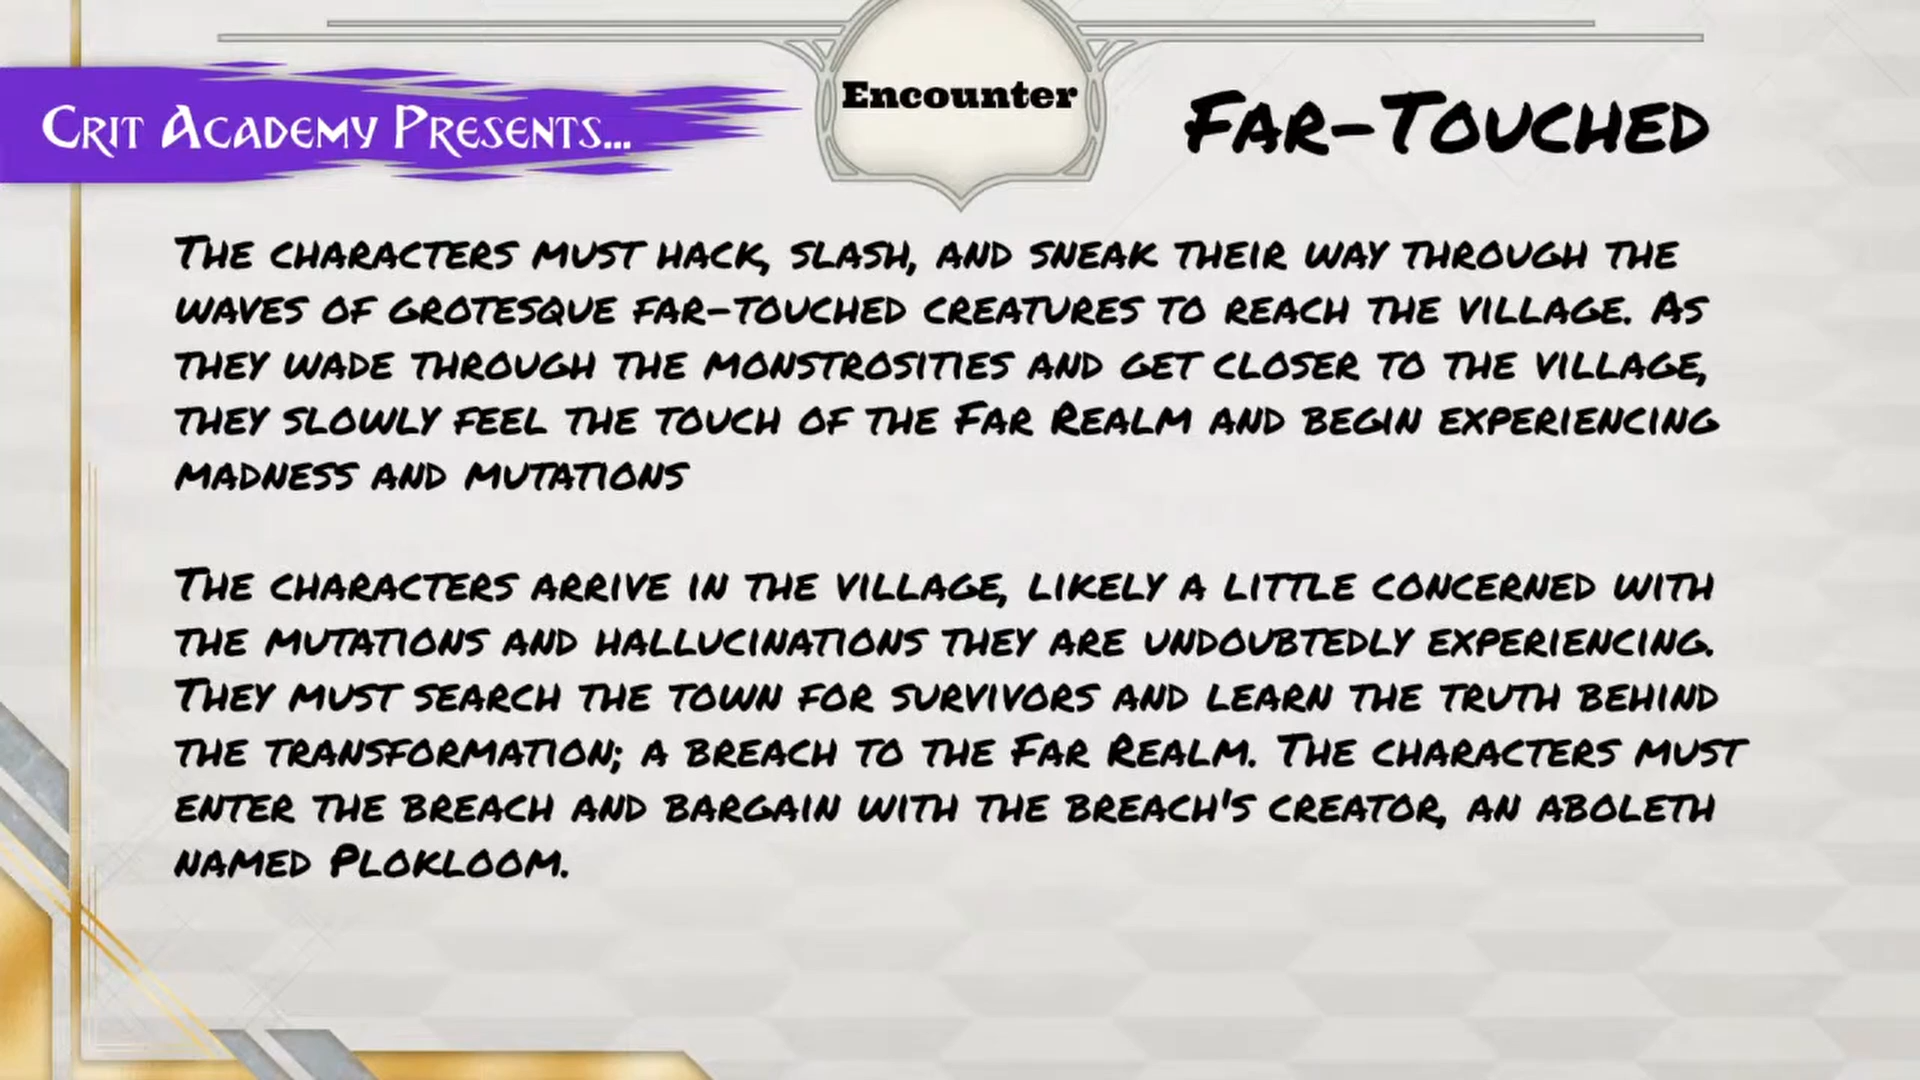 Crit Academy Presents...
Encounter
Far-Touched
The characters must hack, slash, and sneak their way through the
waves of grotesque far-touched creatures to reach the village. As
they wade through the monstrosities and get closer to the village,
they slowly feel the touch of the Far Realm and begin experiencing
madness and mutations
The characters arrive in the village, likely a little concerned with
the mutations and hallucinations they are undoubtedly experiencing.
They must search the town for survivors and learn the truth behind
the transformation; a breach to the Far Realm. The characters must
enter the breach and bargain with the breach's creator, an aboleth
named Plokloom.